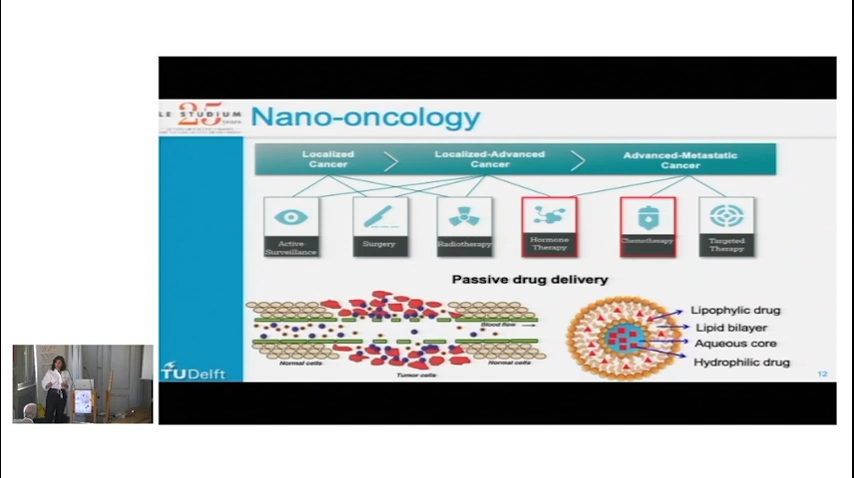 LE STUDIUM
25
Nano-oncology
Localized
Cancer
Localized-Advanced
Cancer
Advanced-Metastatic
Cancer
Active
Surveillance
Surgery
Radiotherapy
Hormone
Therapy
Chemotherapy
Targeted
Therapy
Passive drug delivery
Blood flow
Normal cells
Tumor cells
Normal cells
Lipophylic drug
Lipid bilayer
Aqueous core
Hydrophilic drug
TUDelft
12